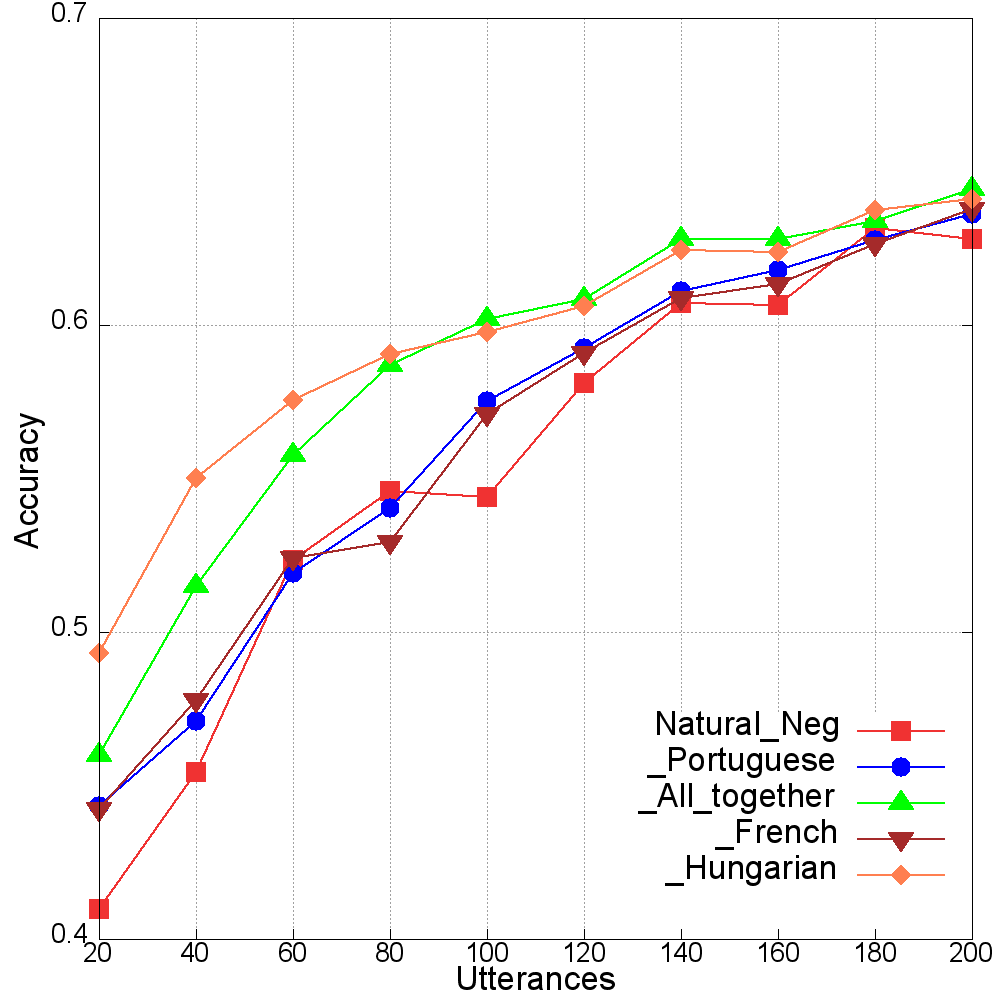 0.7
0.6
0.5
0.4
Accuracy
Natural_Neg
_Portuguese
_All_together
_French
_Hungarian
20 40 60 80 100 120 140 160 180 200
Utterances